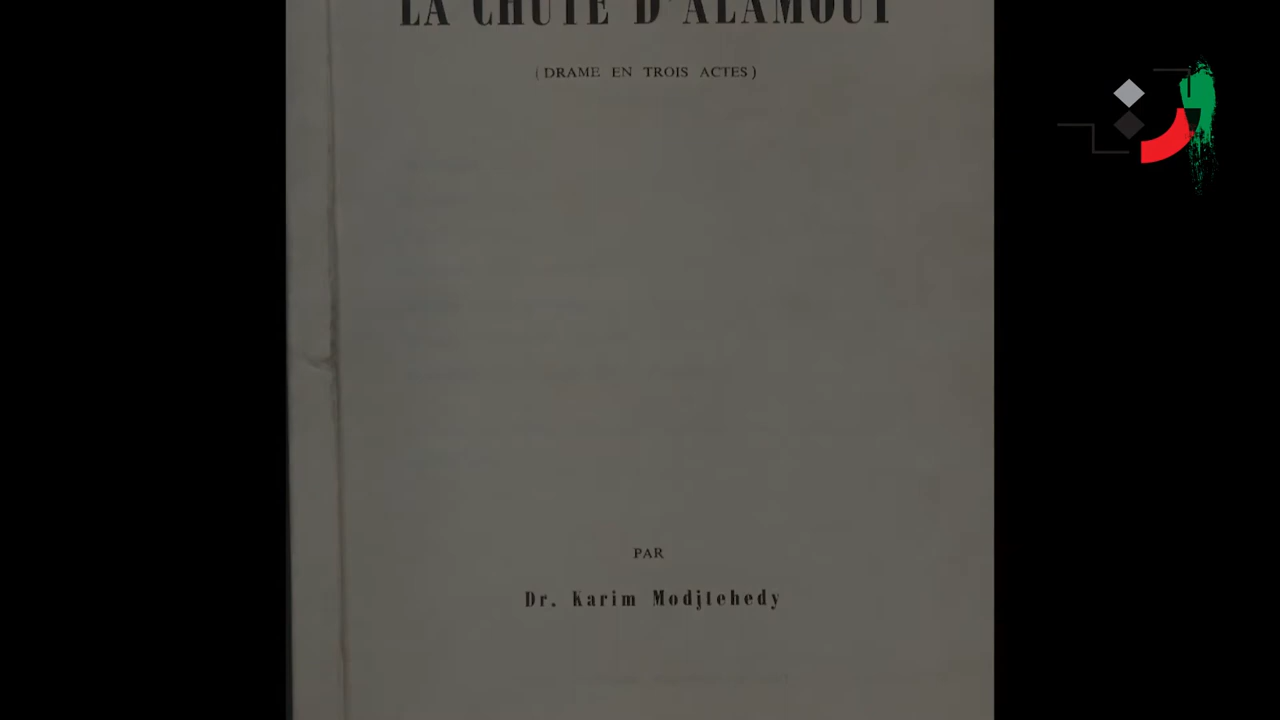 LA CHUTE D'ALAMOUT
(DRAME EN TROIS ACTES)
PAR
Dr. Karim Modjtehedy